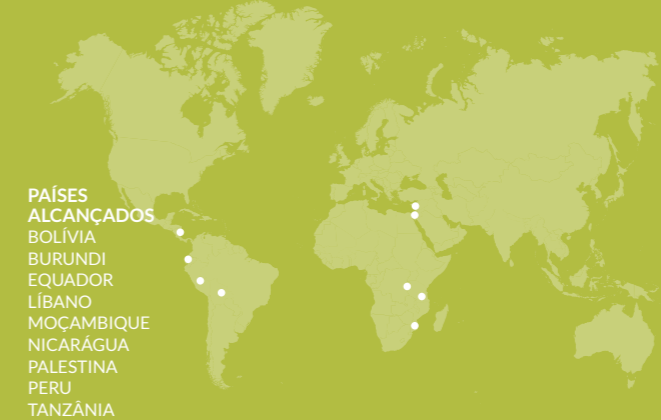 PAÍSES
ALCANÇADOS
BOLÍVIA
BURUNDI
EQUADOR
LÍBANO
MOÇAMBIQUE
NICARÁGUA
PALESTINA
PERU
TANZÂNIA